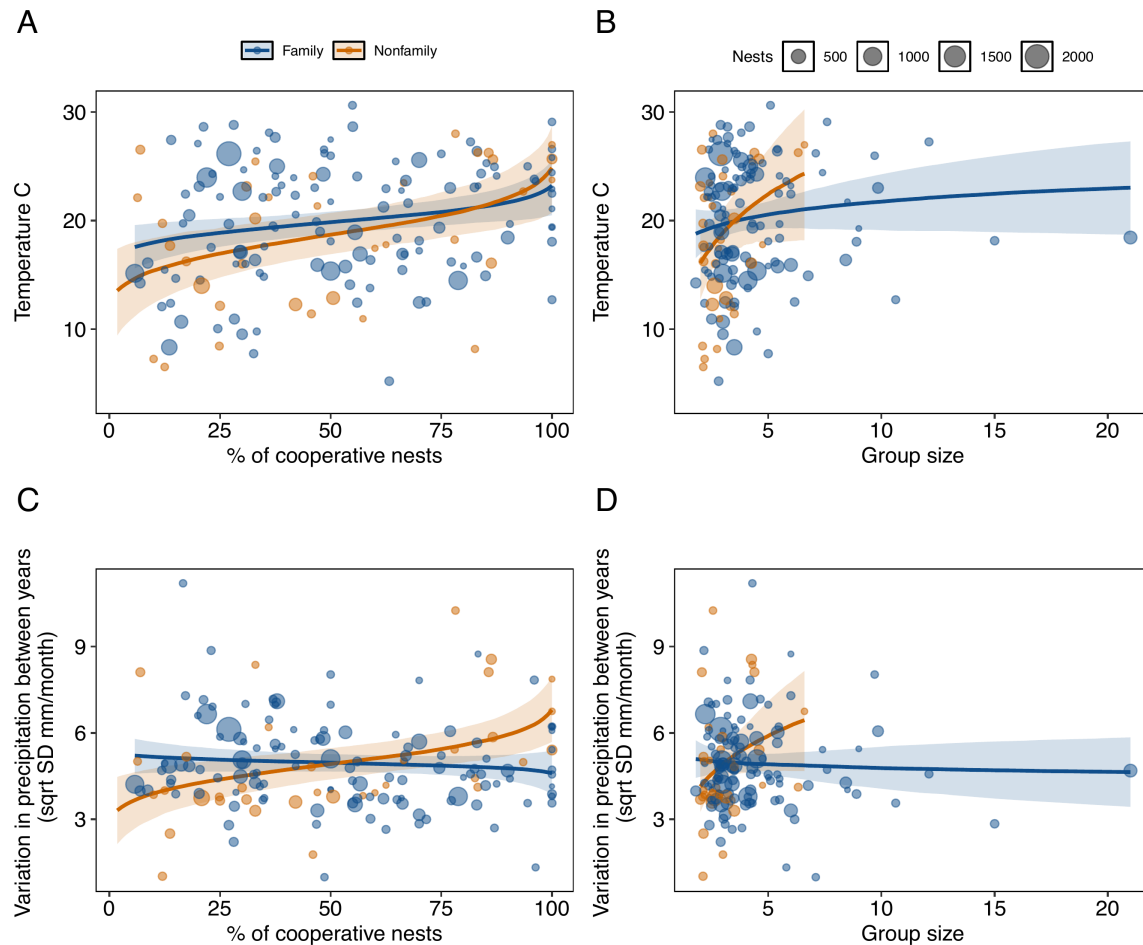 A
B
Family Nonfamily
Nests 500 1000 1500 2000
30
20
10
Temperature C
0 25 50 75 100
% of cooperative nests
30
20
10
Temperature C
5 10 15 20
Group size
C
D
9
6
3
Variation in precipitation between years
(sqrt SD mm/month)
0 25 50 75 100
% of cooperative nests
9
6
3
Variation in precipitation between years
(sqrt SD mm/month)
5 10 15 20
Group size